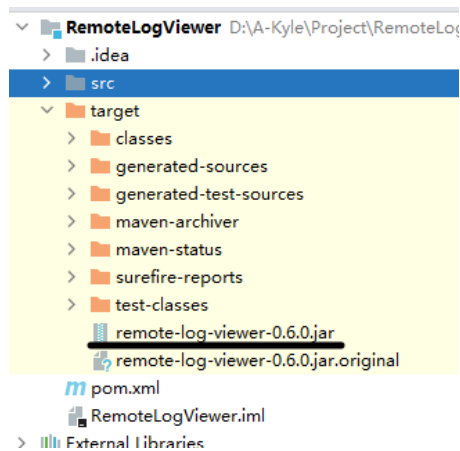 RemoteLogViewer D:\A-Kyle\Project\RemoteLog
.idea
src
target
classes
generated-sources
generated-test-sources
maven-archiver
maven-status
surefire-reports
test-classes
remote-log-viewer-0.6.0.jar
remote-log-viewer-0.6.0.jar.original
m pom.xml
RemoteLogViewer.iml
External Libraries